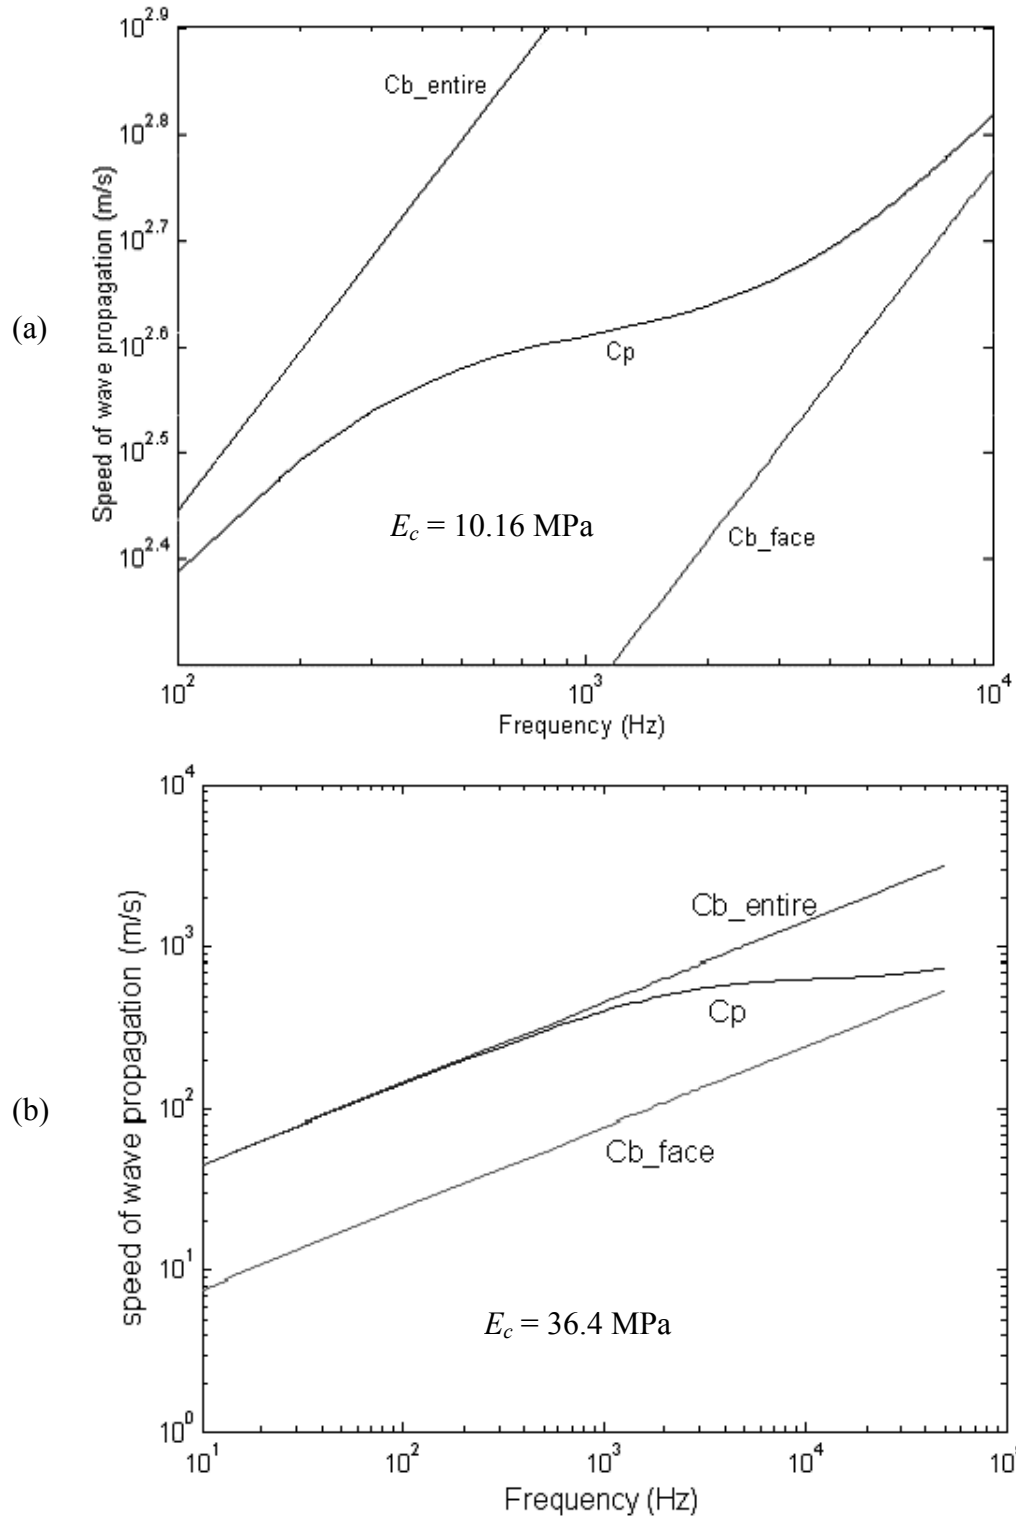 (a)
10^2.9
10^2.8
10^2.7
10^2.6
10^2.5
10^2.4
Speed of wave propagation (m/s)
Cb_entire
Cp
Cb_face
E_c = 10.16 MPa
10^2
10^3
10^4
Frequency (Hz)
(b)
10^4
10^3
10^2
10^1
10^0
speed of wave propagation (m/s)
Cb_entire
Cp
Cb_face
E_c = 36.4 MPa
10^1
10^2
10^3
10^4
Frequency (Hz)